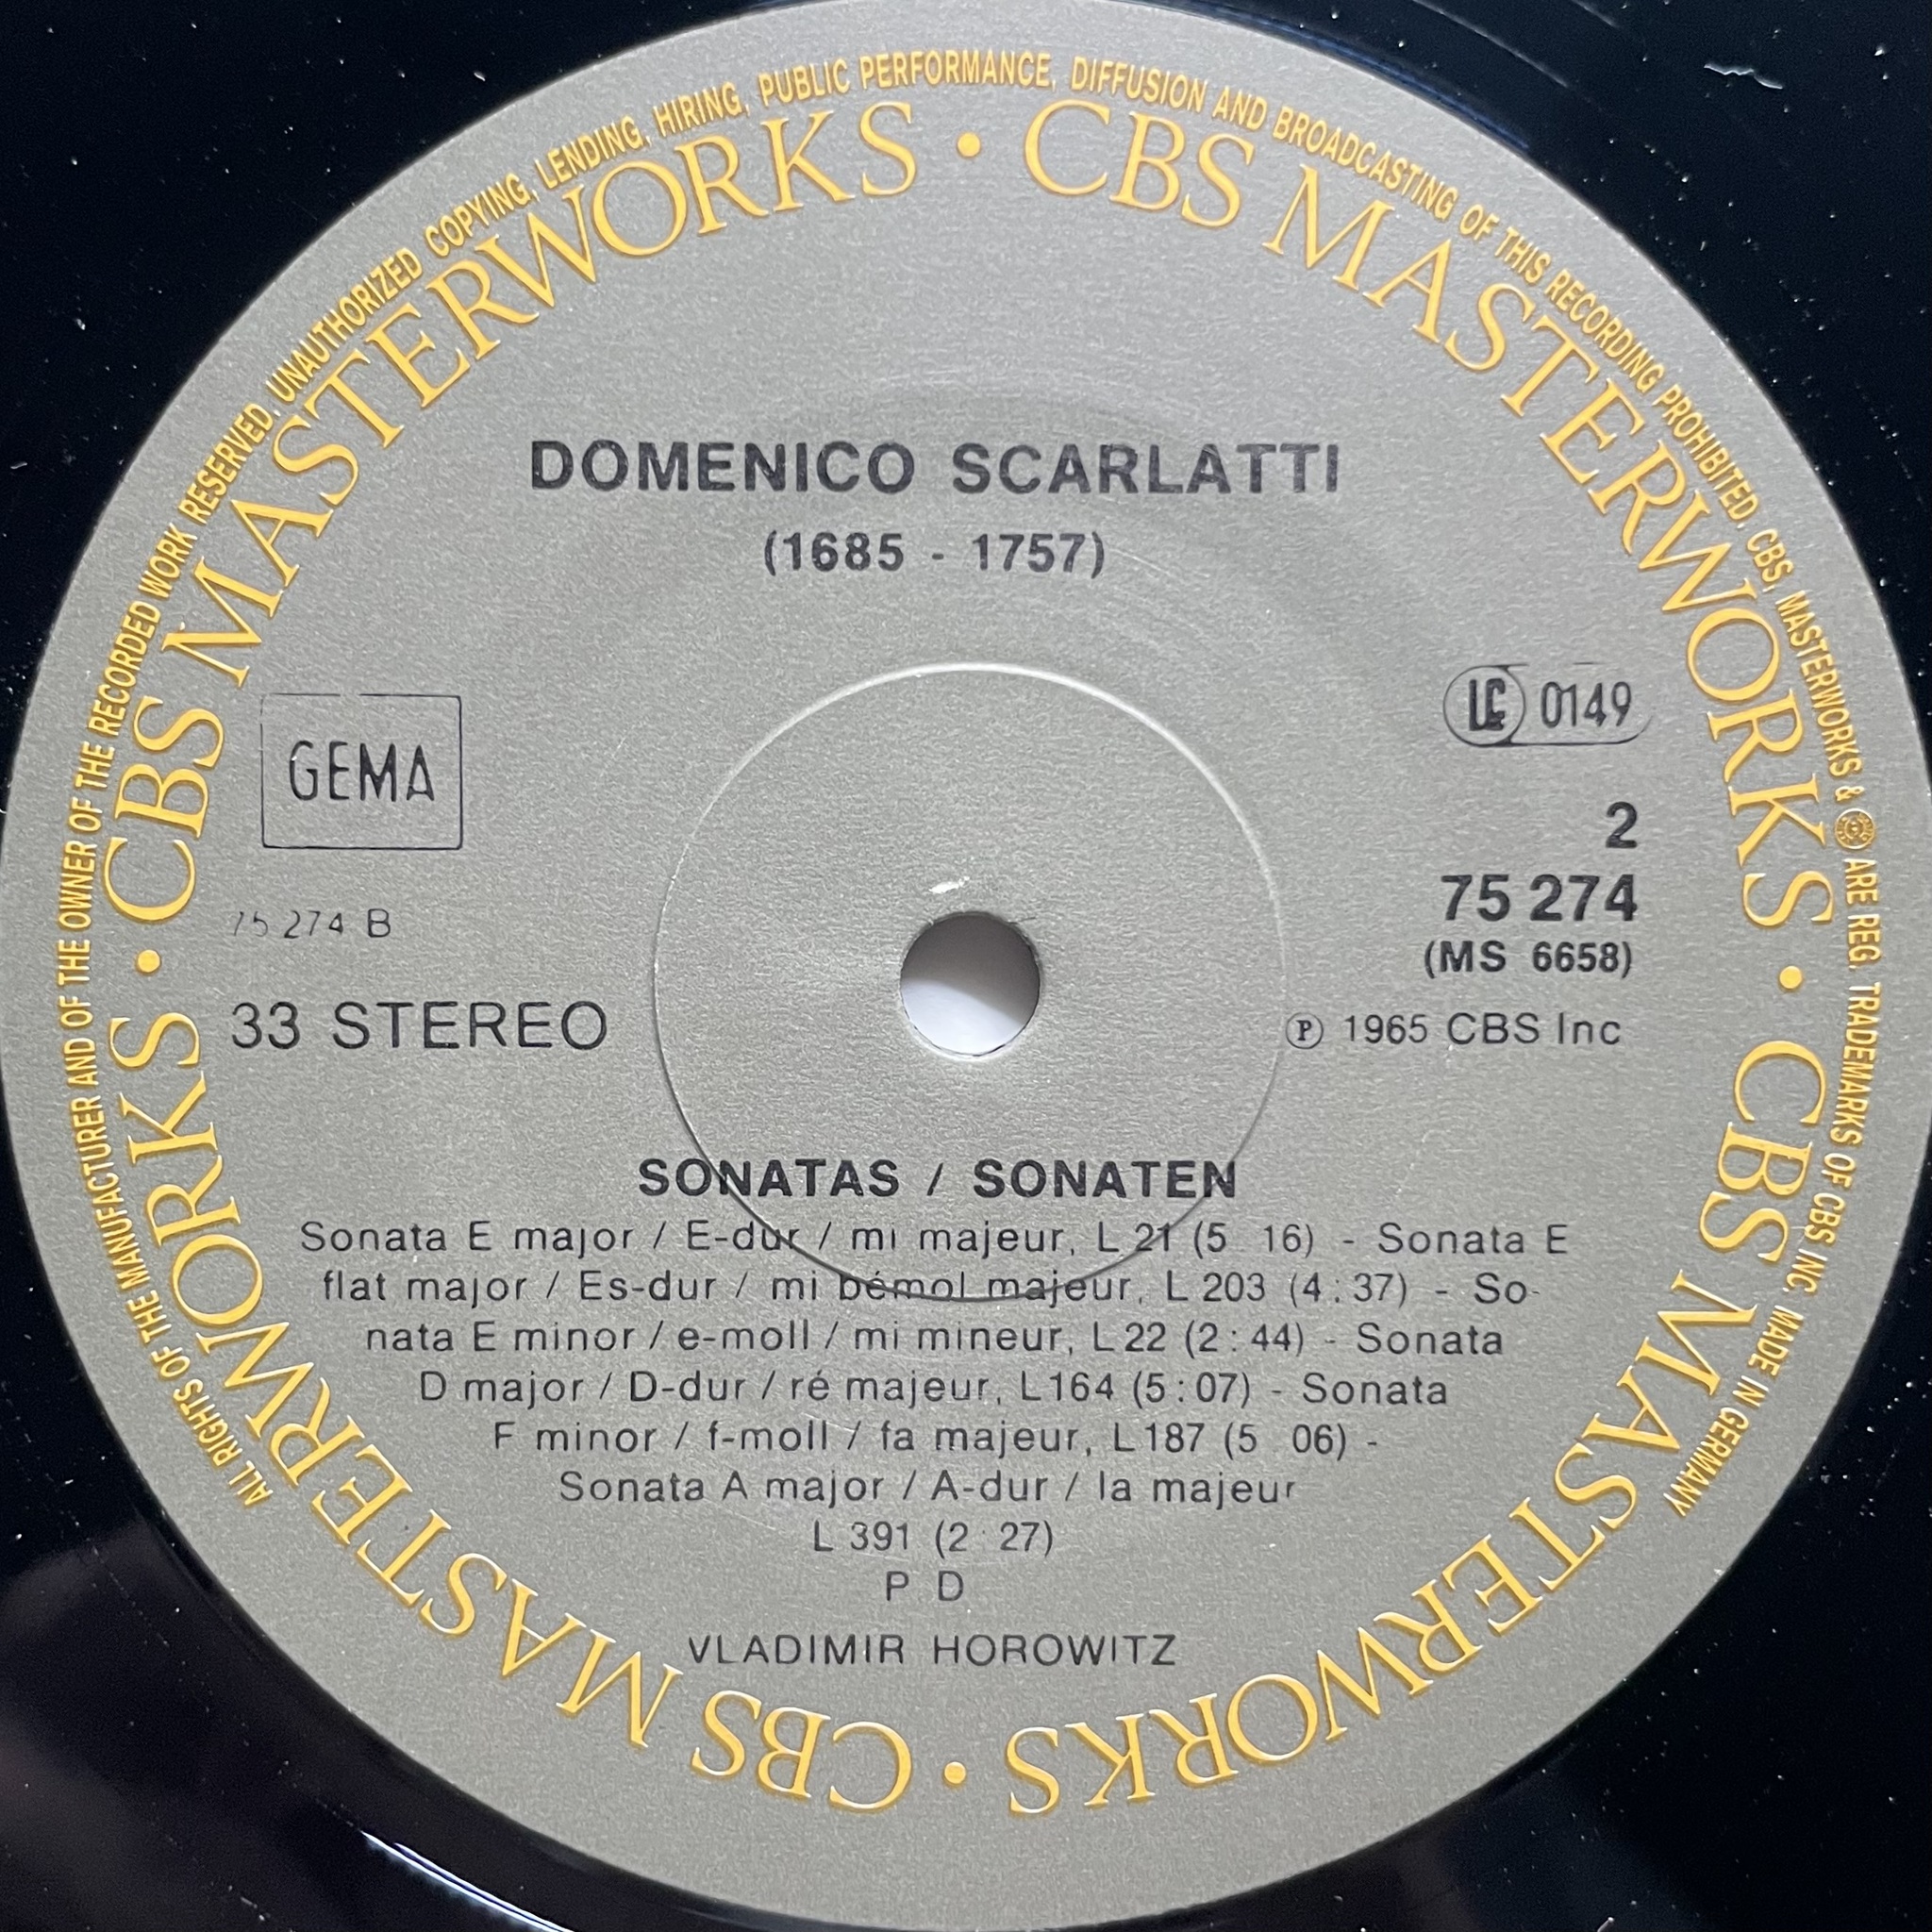 ALL RIGHTS OF THE MANUFACTURER AND OF THE OWNER OF THE RECORDED WORK RESERVED. UNAUTHORIZED COPYING, LENDING, HIRING, PUBLIC PERFORMANCE, DIFFUSION AND BROADCASTING OF THIS RECORDING PROHIBITED. CBS, MASTERWORKS & ARE REG. TRADEMARKS OF CBS INC. MADE IN GERMANY
CBS MASTERWORKS • CBS MASTERWORKS • CBS MASTERWORKS • CBS MASTERWORKS •
DOMENICO SCARLATTI
(1685 - 1757)
GEMA
LC 0149
2
75 274
(MS 6658)
75 274 B
33 STEREO
℗ 1965 CBS Inc
SONATAS / SONATEN
Sonata E major / E-dur / mi majeur, L 21 (5 16) - Sonata E
flat major / Es-dur / mi bémol majeur, L 203 (4:37) - So-
nata E minor / e-moll / mi mineur, L 22 (2:44) - Sonata
D major / D-dur / ré majeur, L 164 (5:07) - Sonata
F minor / f-moll / fa majeur, L 187 (5 06) -
Sonata A major / A-dur / la majeur
L 391 (2 27)
P D
VLADIMIR HOROWITZ